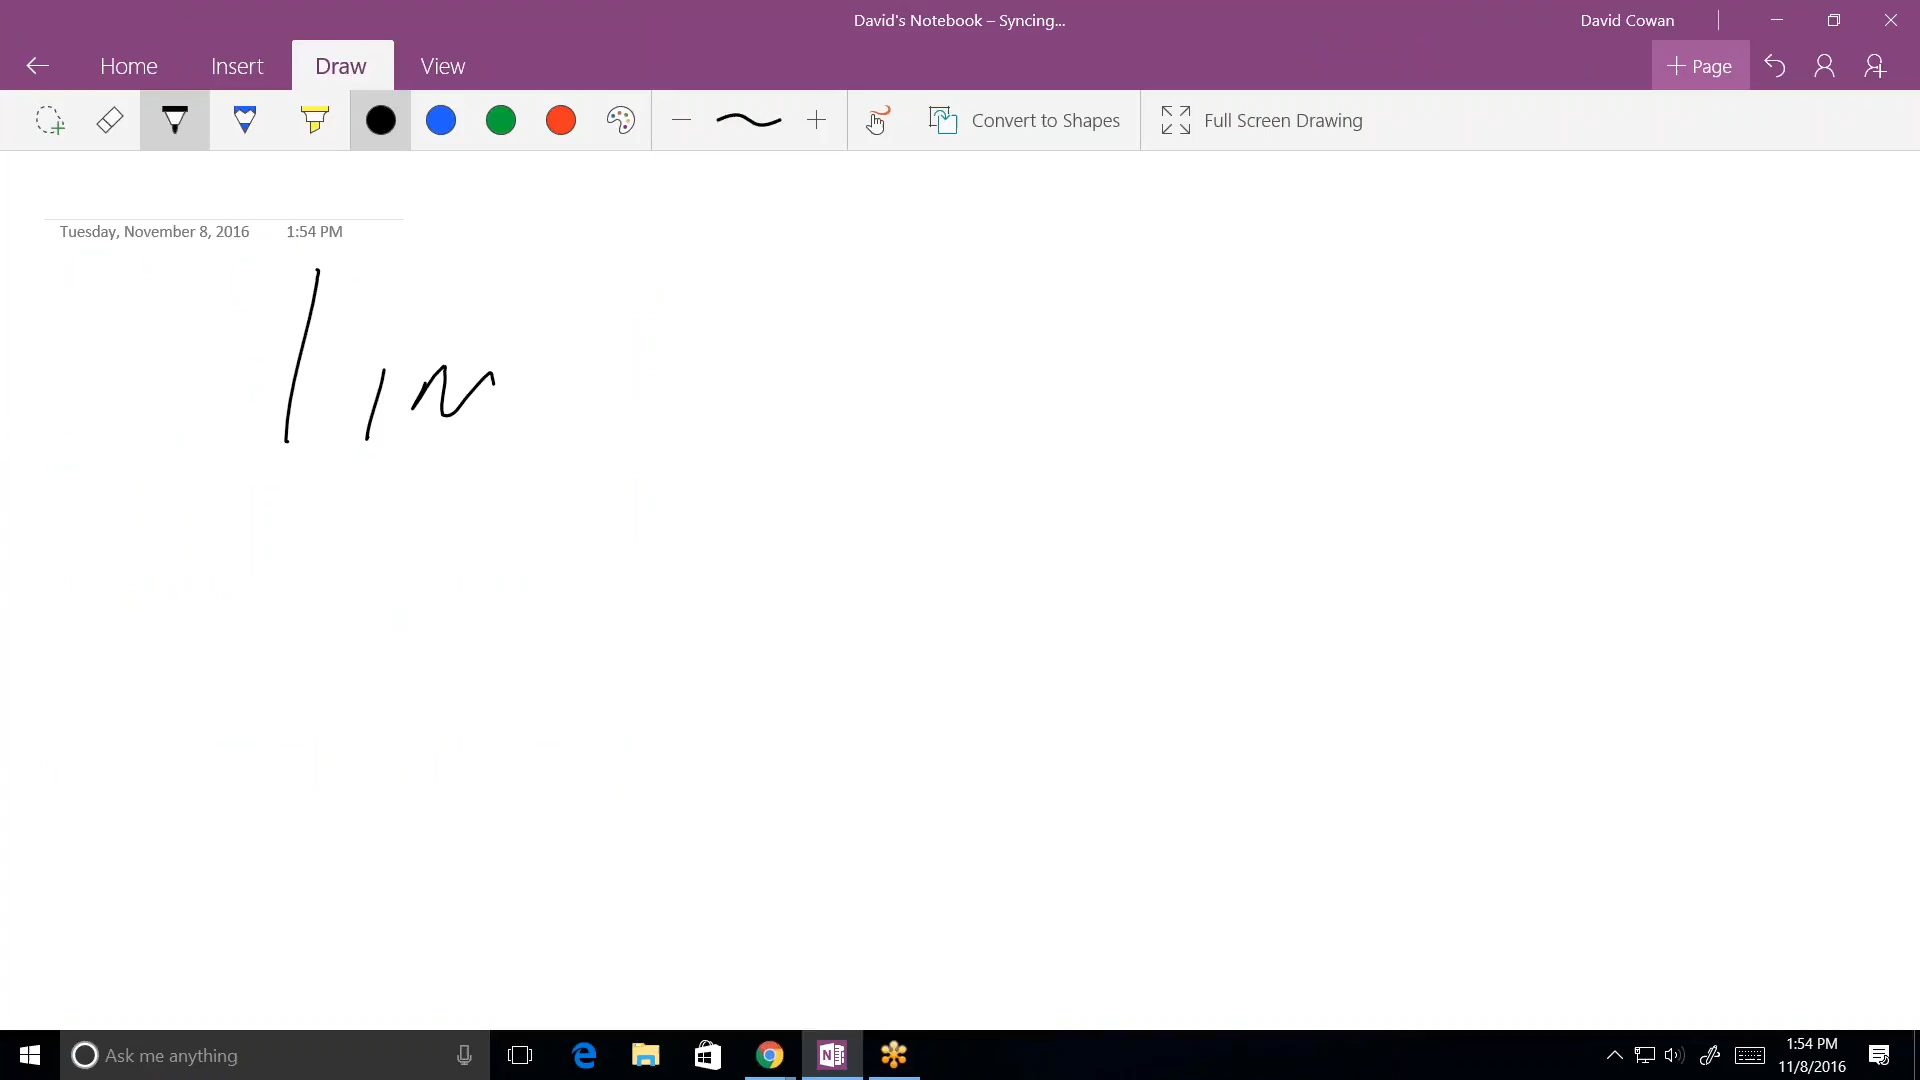 David's Notebook – Syncing...
David Cowan
Home Insert Draw View
Page
Convert to Shapes
Full Screen Drawing
Tuesday, November 8, 2016 1:54 PM
Ask me anything
1:54 PM
11/8/2016